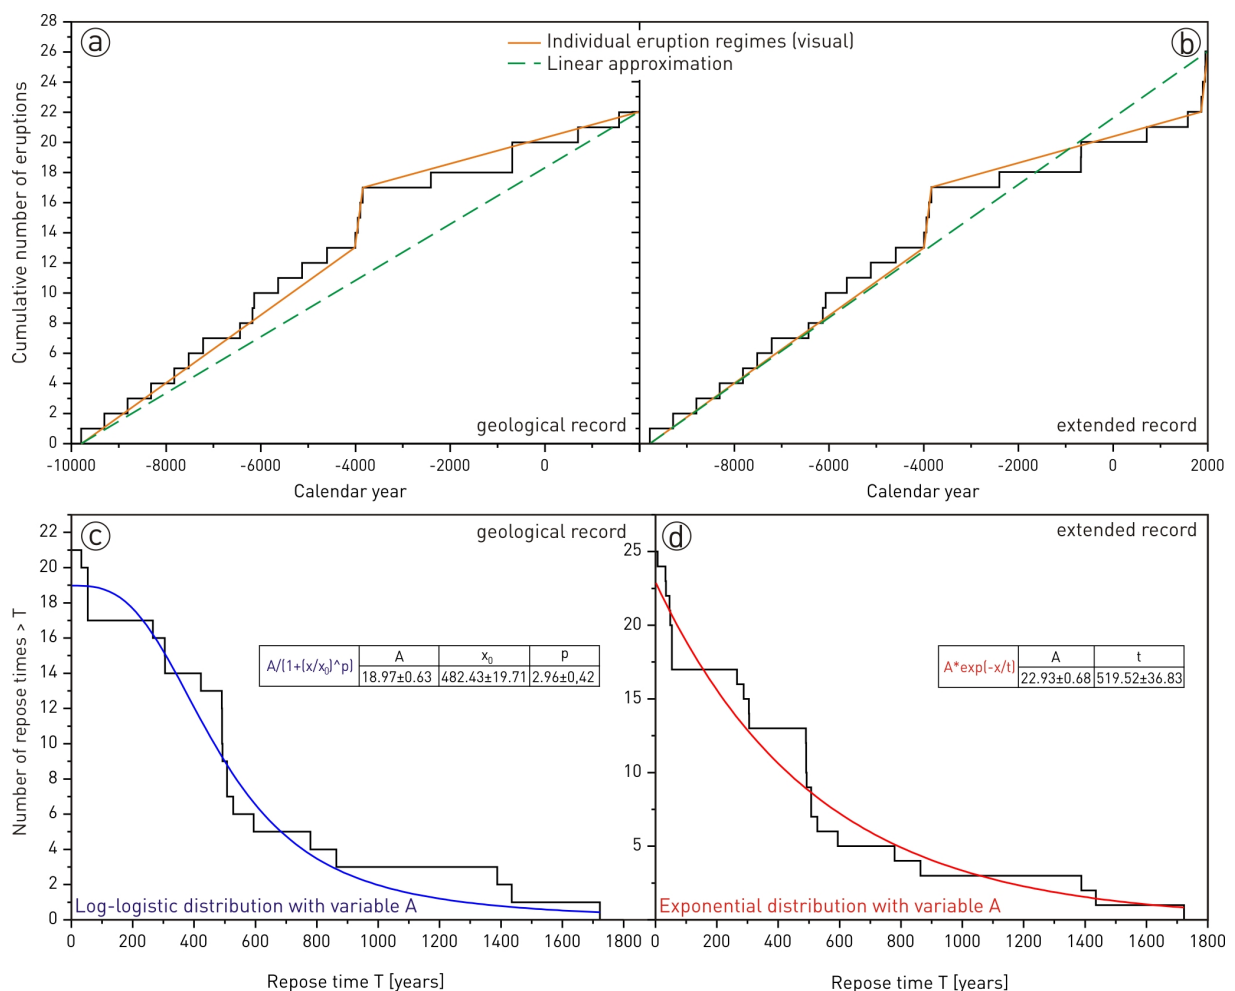 a
b
Individual eruption regimes (visual)
Linear approximation
Cumulative number of eruptions
28
26
24
22
20
18
16
14
12
10
8
6
4
2
0
geological record
extended record
-10000 -8000 -6000 -4000 -2000 0
-8000 -6000 -4000 -2000 0 2000
Calendar year
Calendar year
c
geological record
d
extended record
Number of repose times > T
22
20
18
16
14
12
10
8
6
4
2
0
25
20
15
10
5
A/(1+(x/x0)^p)
A x0 p
18.97±0.63 482.43±19.71 2.96±0,42
A*exp(-x/t)
A t
22.93±0.68 519.52±36.83
Log-logistic distribution with variable A
Exponential distribution with variable A
0 200 400 600 800 1000 1200 1400 1600 1800
0 200 400 600 800 1000 1200 1400 1600 1800
Repose time T [years]
Repose time T [years]